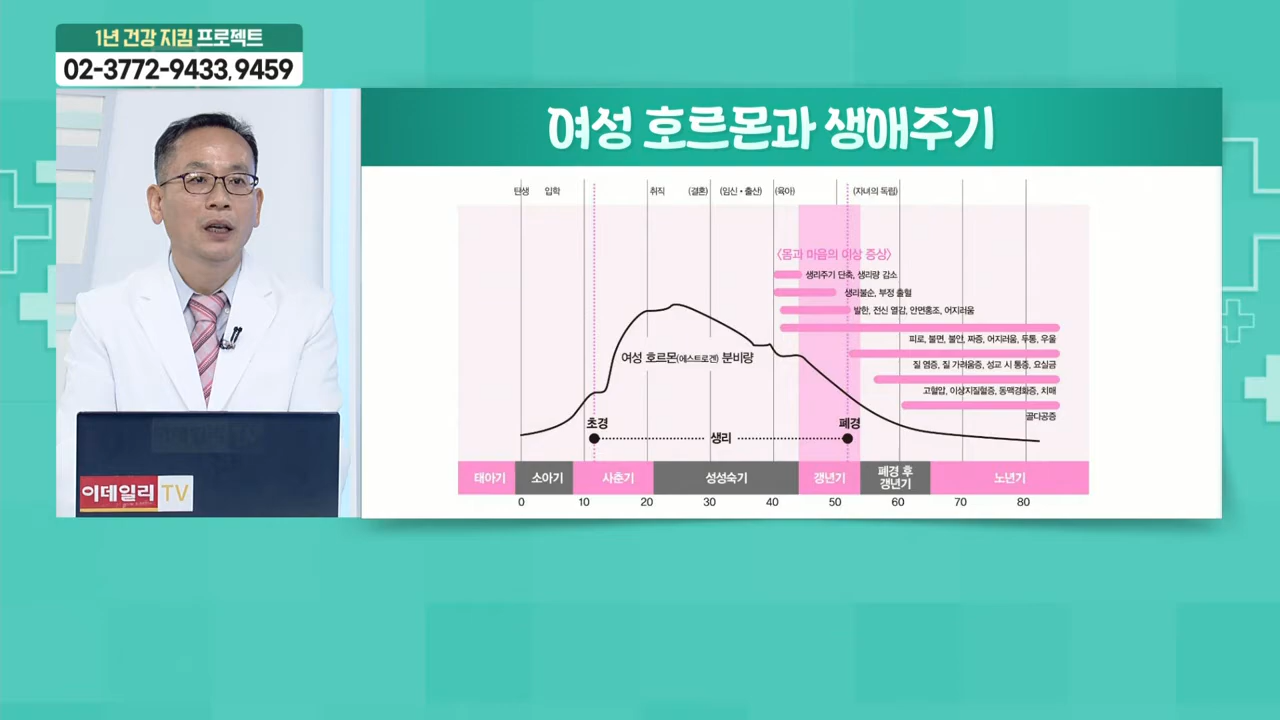 1년 건강 지킴 프로젝트
02-3772-9433, 9459
여성 호르몬과 생애주기
탄생 입학 취직 (결혼) (임신·출산) (육아) (자녀의 독립)
<몸과 마음의 이상 증상>
생리주기 단축, 생리량 감소
생리불순, 부정 출혈
발한, 전신 열감, 안면홍조, 어지러움
피로, 불면, 불안, 짜증, 어지러움, 두통, 우울
여성 호르몬(에스트로겐) 분비량
질 염증, 질 가려움증, 성교 시 통증, 요실금
고혈압, 이상지질혈증, 동맥경화증, 치매
골다공증
초경 폐경
생리
태아기 소아기 사춘기 성성숙기 갱년기 폐경 후
갱년기 노년기
0 10 20 30 40 50 60 70 80
이데일리 TV